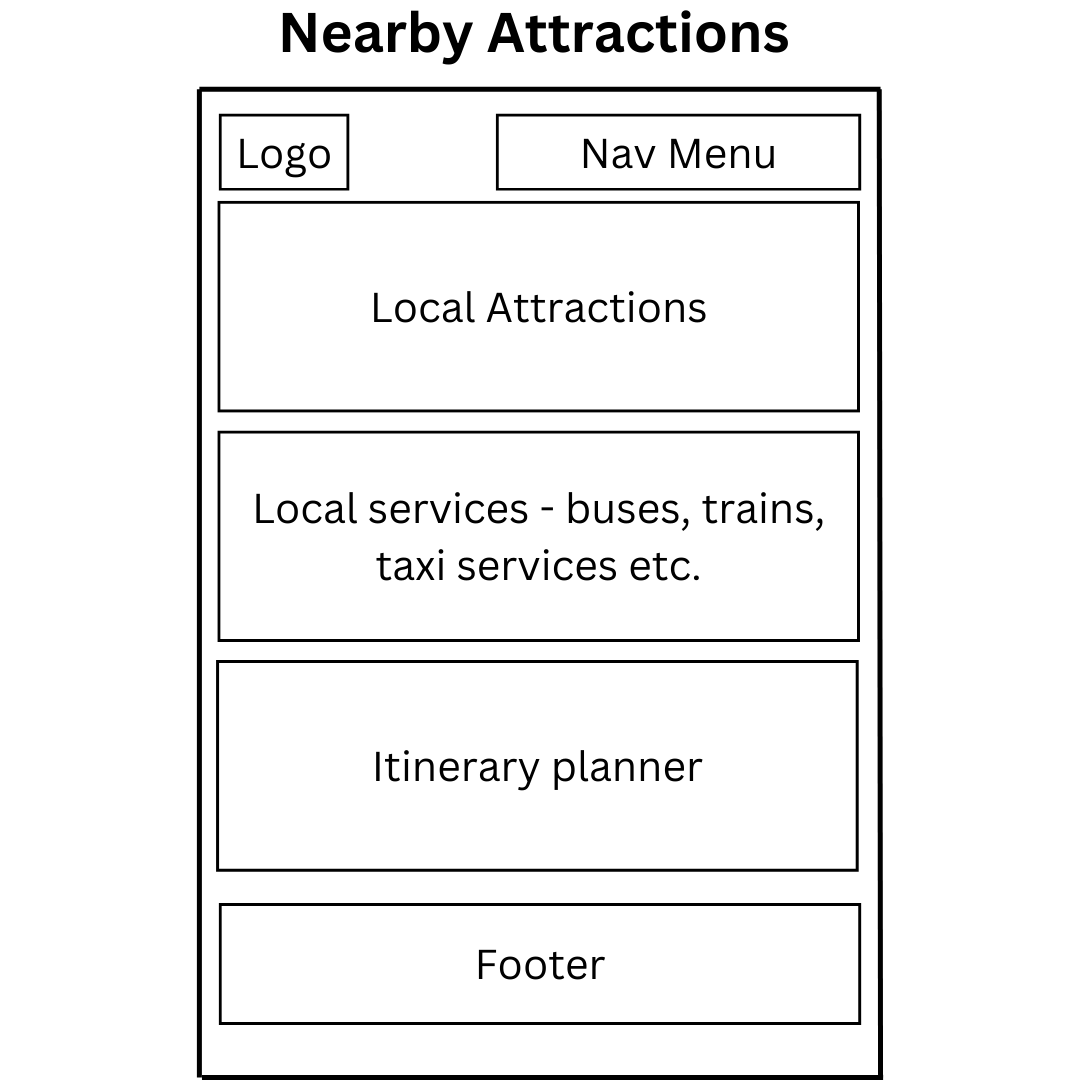 Nearby Attractions
Logo
Nav Menu
Local Attractions
Local services - buses, trains,
taxi services etc.
Itinerary planner
Footer